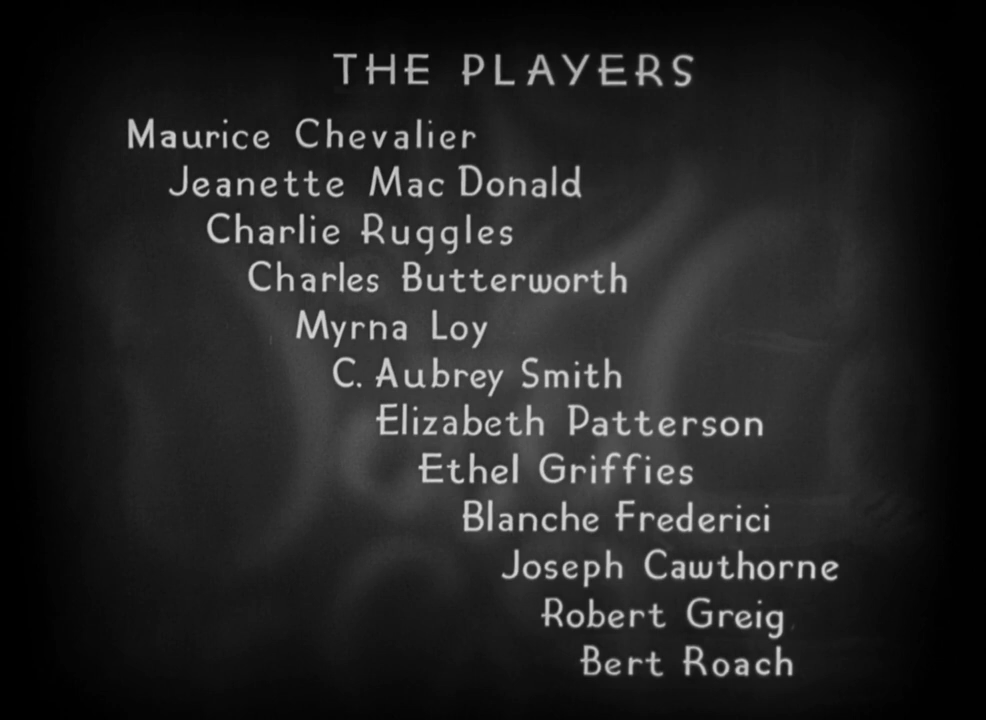 THE PLAYERS
Maurice Chevalier
Jeanette Mac Donald
Charlie Ruggles
Charles Butterworth
Myrna Loy
C. Aubrey Smith
Elizabeth Patterson
Ethel Griffies
Blanche Frederici
Joseph Cawthorne
Robert Greig
Bert Roach